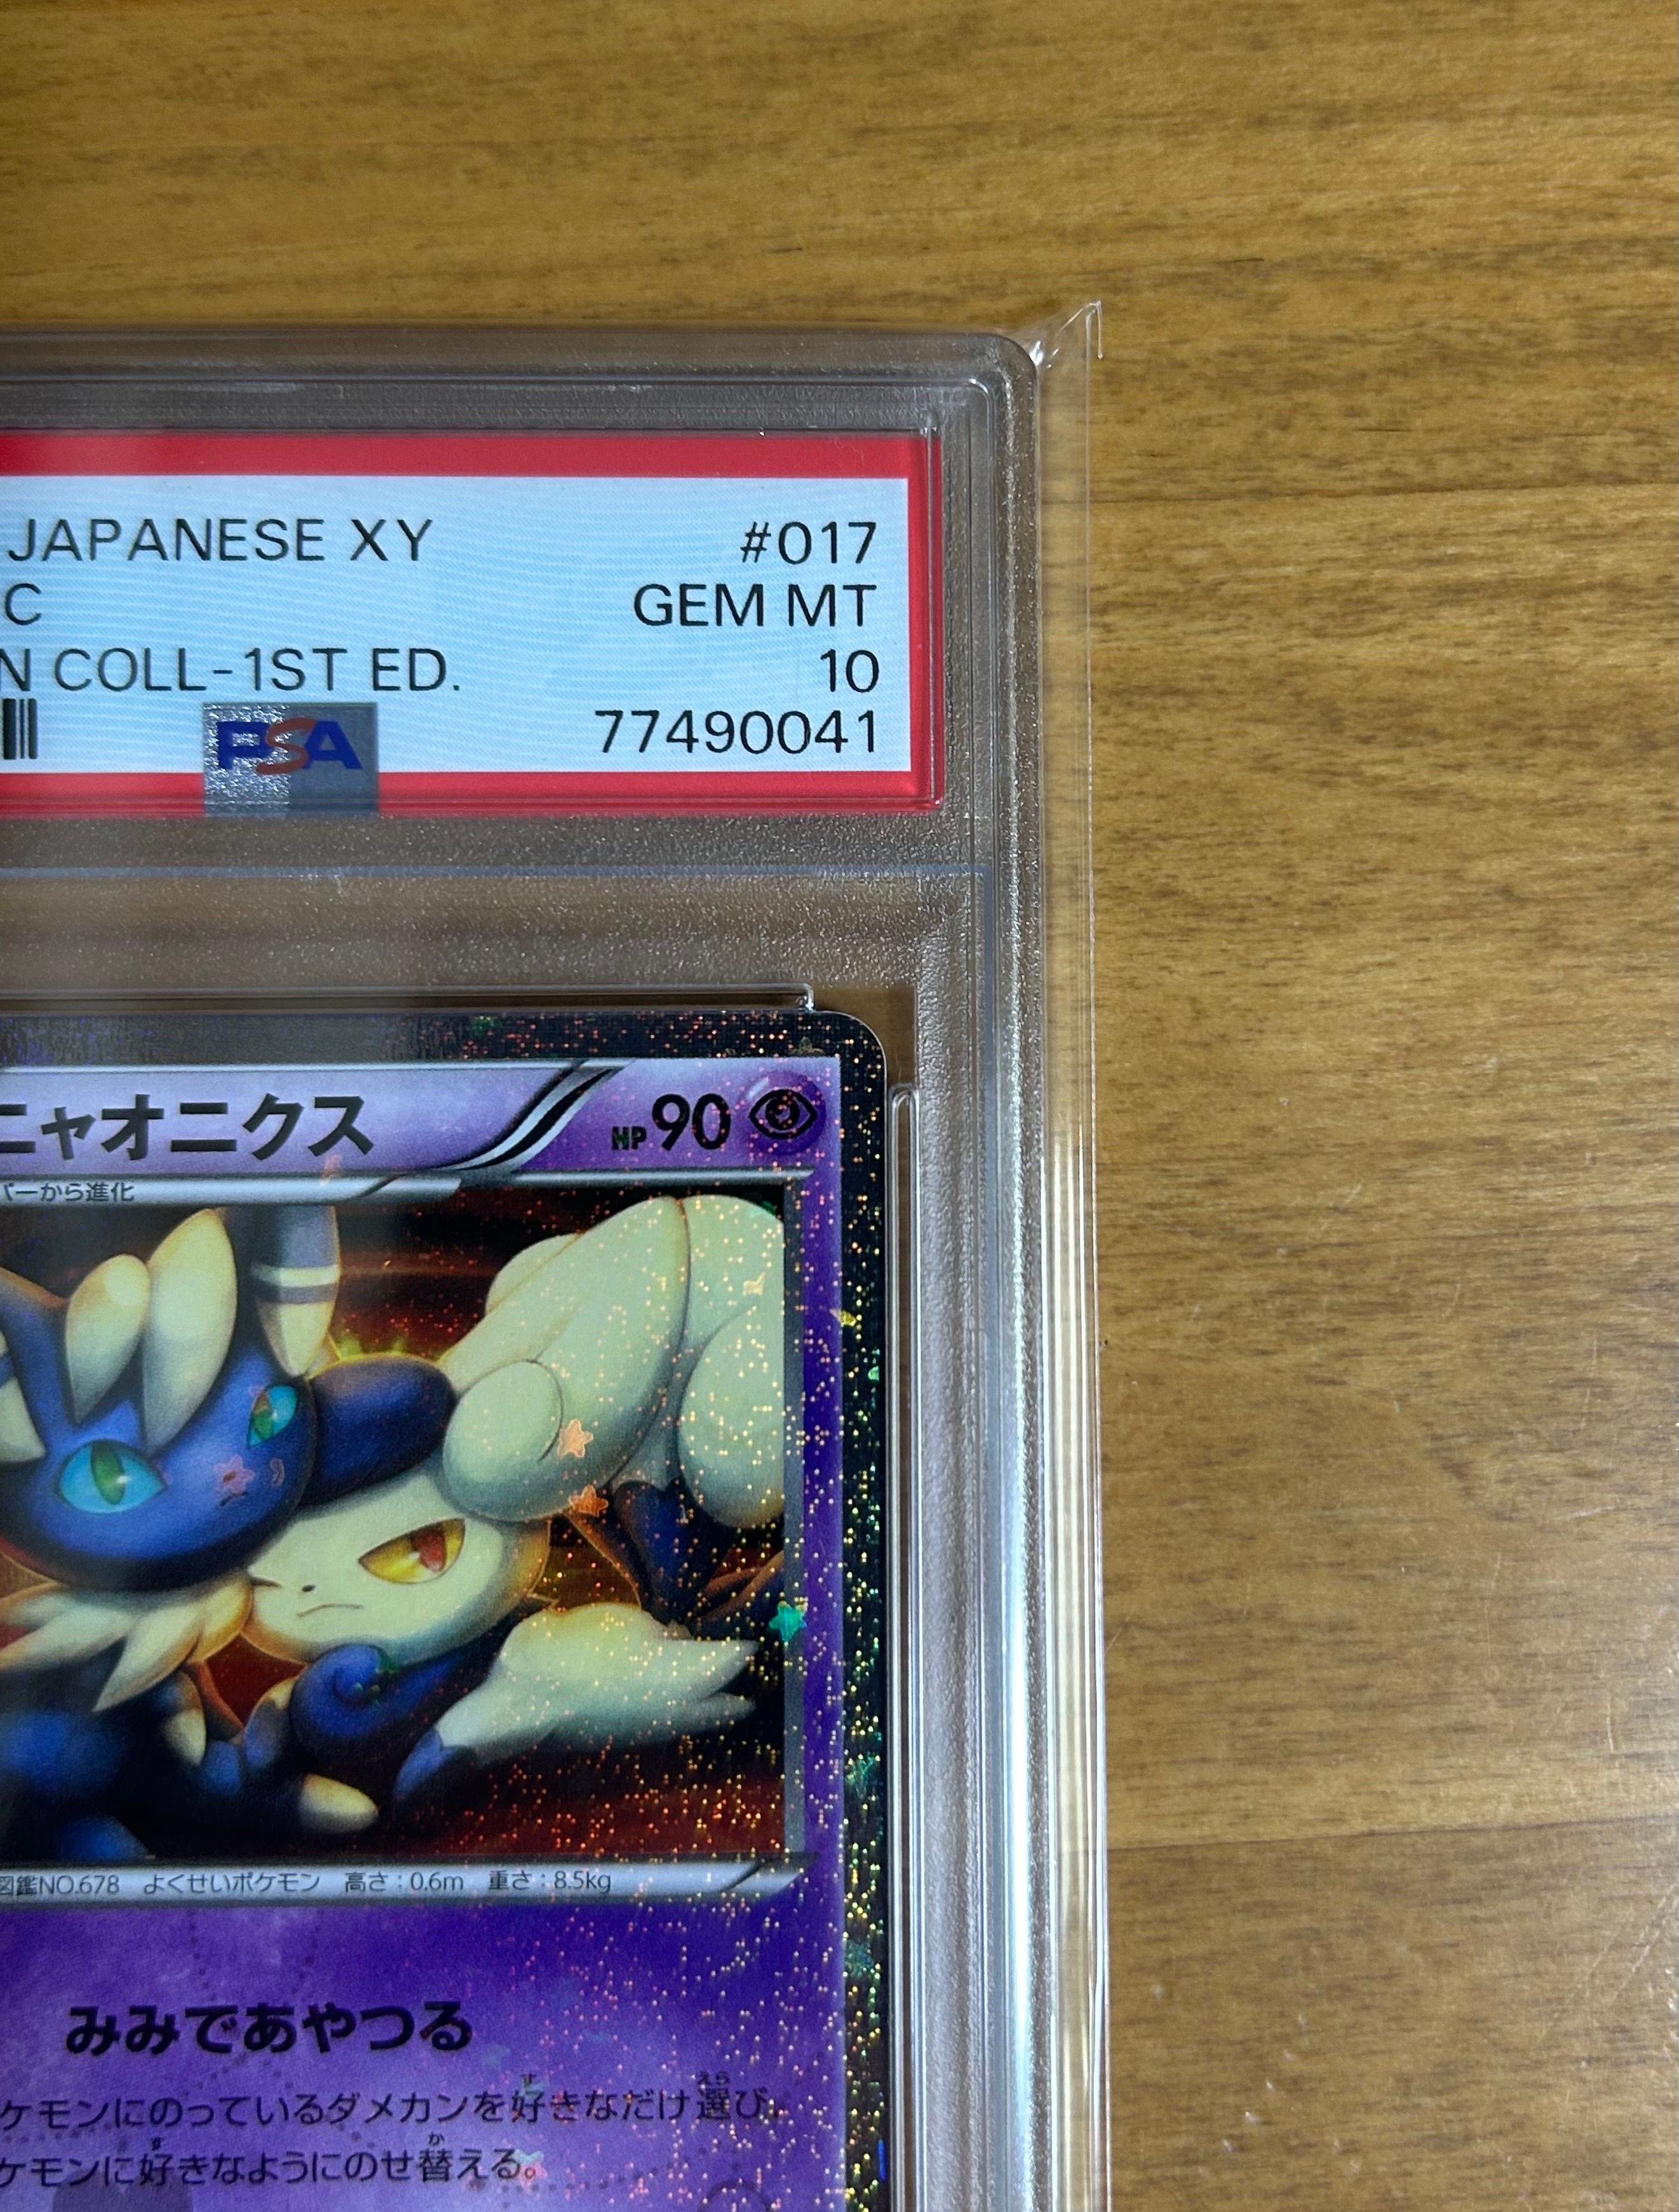 JAPANESE XY #017
C GEM MT
N COLL-1ST ED. 10
PSA 77490041
ニャオニクス HP90
パーから進化
図鑑NO.678 よくせいポケモン 高さ:0.6m 重さ:8.5kg
みみであやつる
ケモンにのっているダメカンを好きなだけ選び、
ケモンに好きなようにのせ替える。